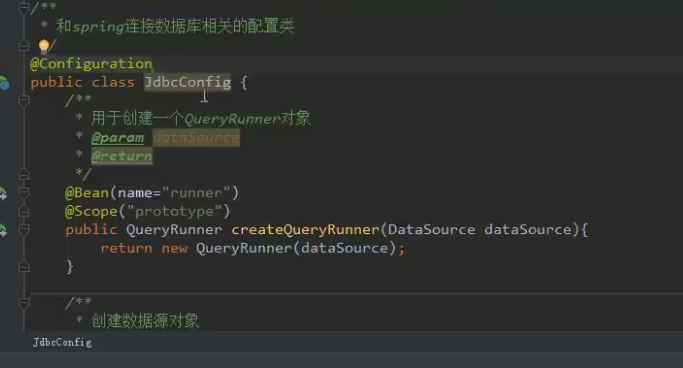 /**
 * 和spring连接数据库相关的配置类
 */
@Configuration
public class JdbcConfig {
    /**
     * 用于创建一个QueryRunner对象
     * @param dataSource
     * @return
     */
    @Bean(name="runner")
    @Scope("prototype")
    public QueryRunner createQueryRunner(DataSource dataSource){
        return new QueryRunner(dataSource);
    }
    /**
     * 创建数据源对象
JdbcConfig